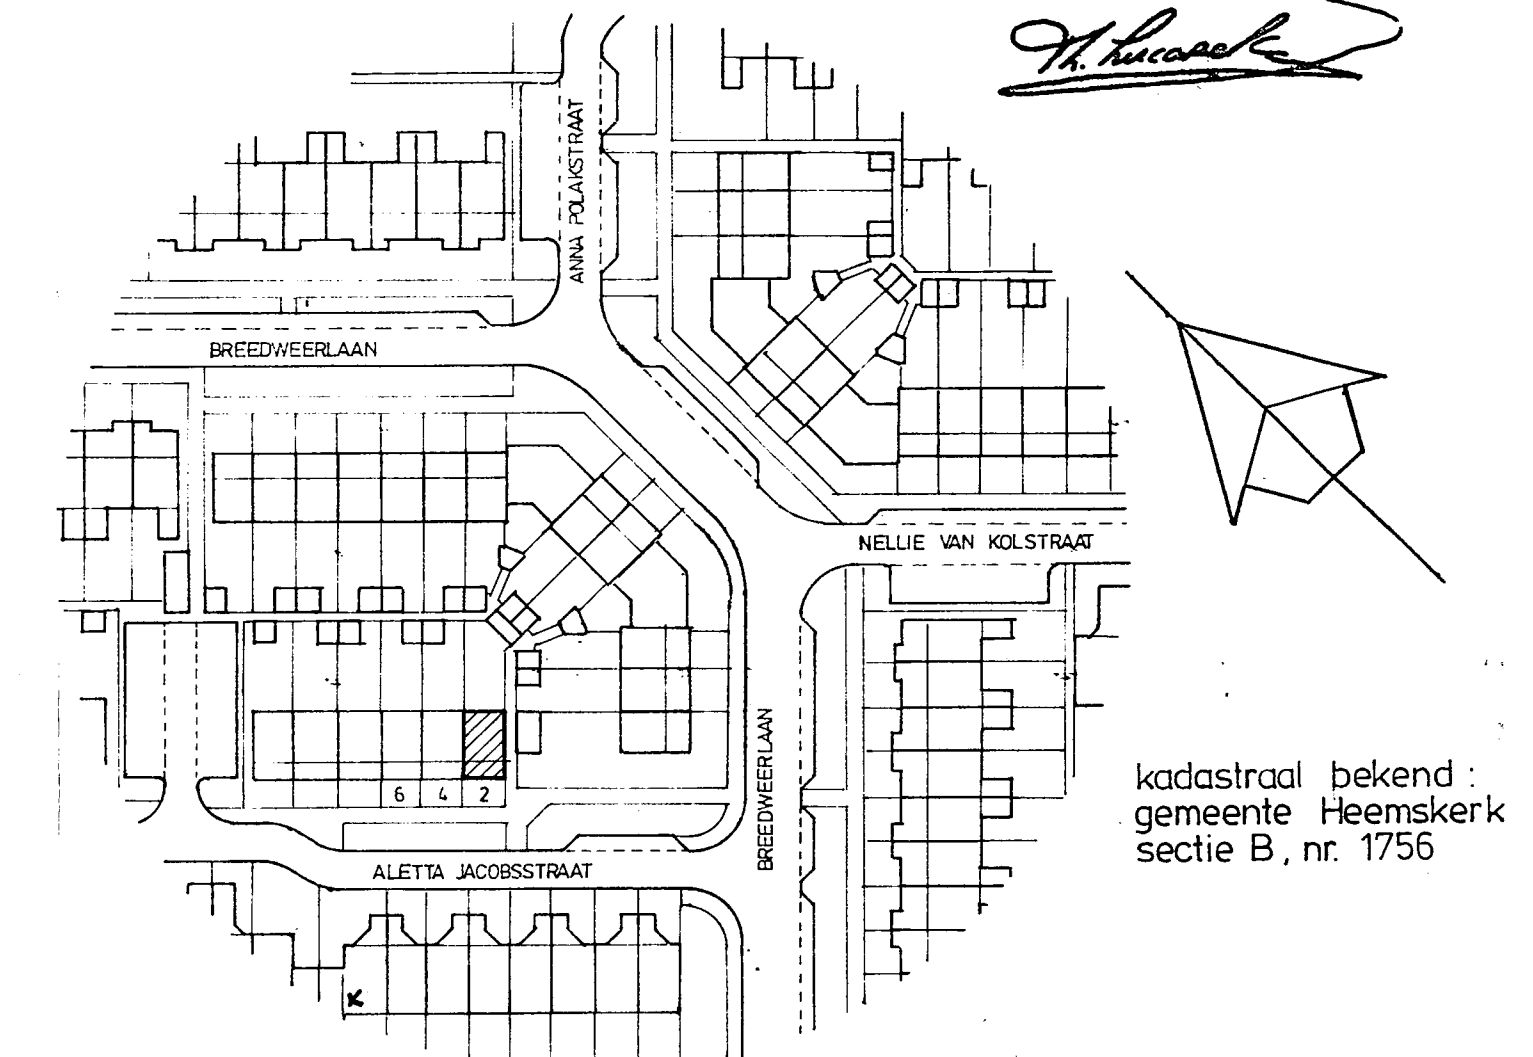 ANNA POLAKSTRAAT
BREEDWEERLAAN
NELLIE VAN KOLSTRAAT
BREEDWEERLAAN
6 4 2
ALETTA JACOBSSTRAAT
kadastraal bekend :
gemeente Heemskerk
sectie B, nr. 1756